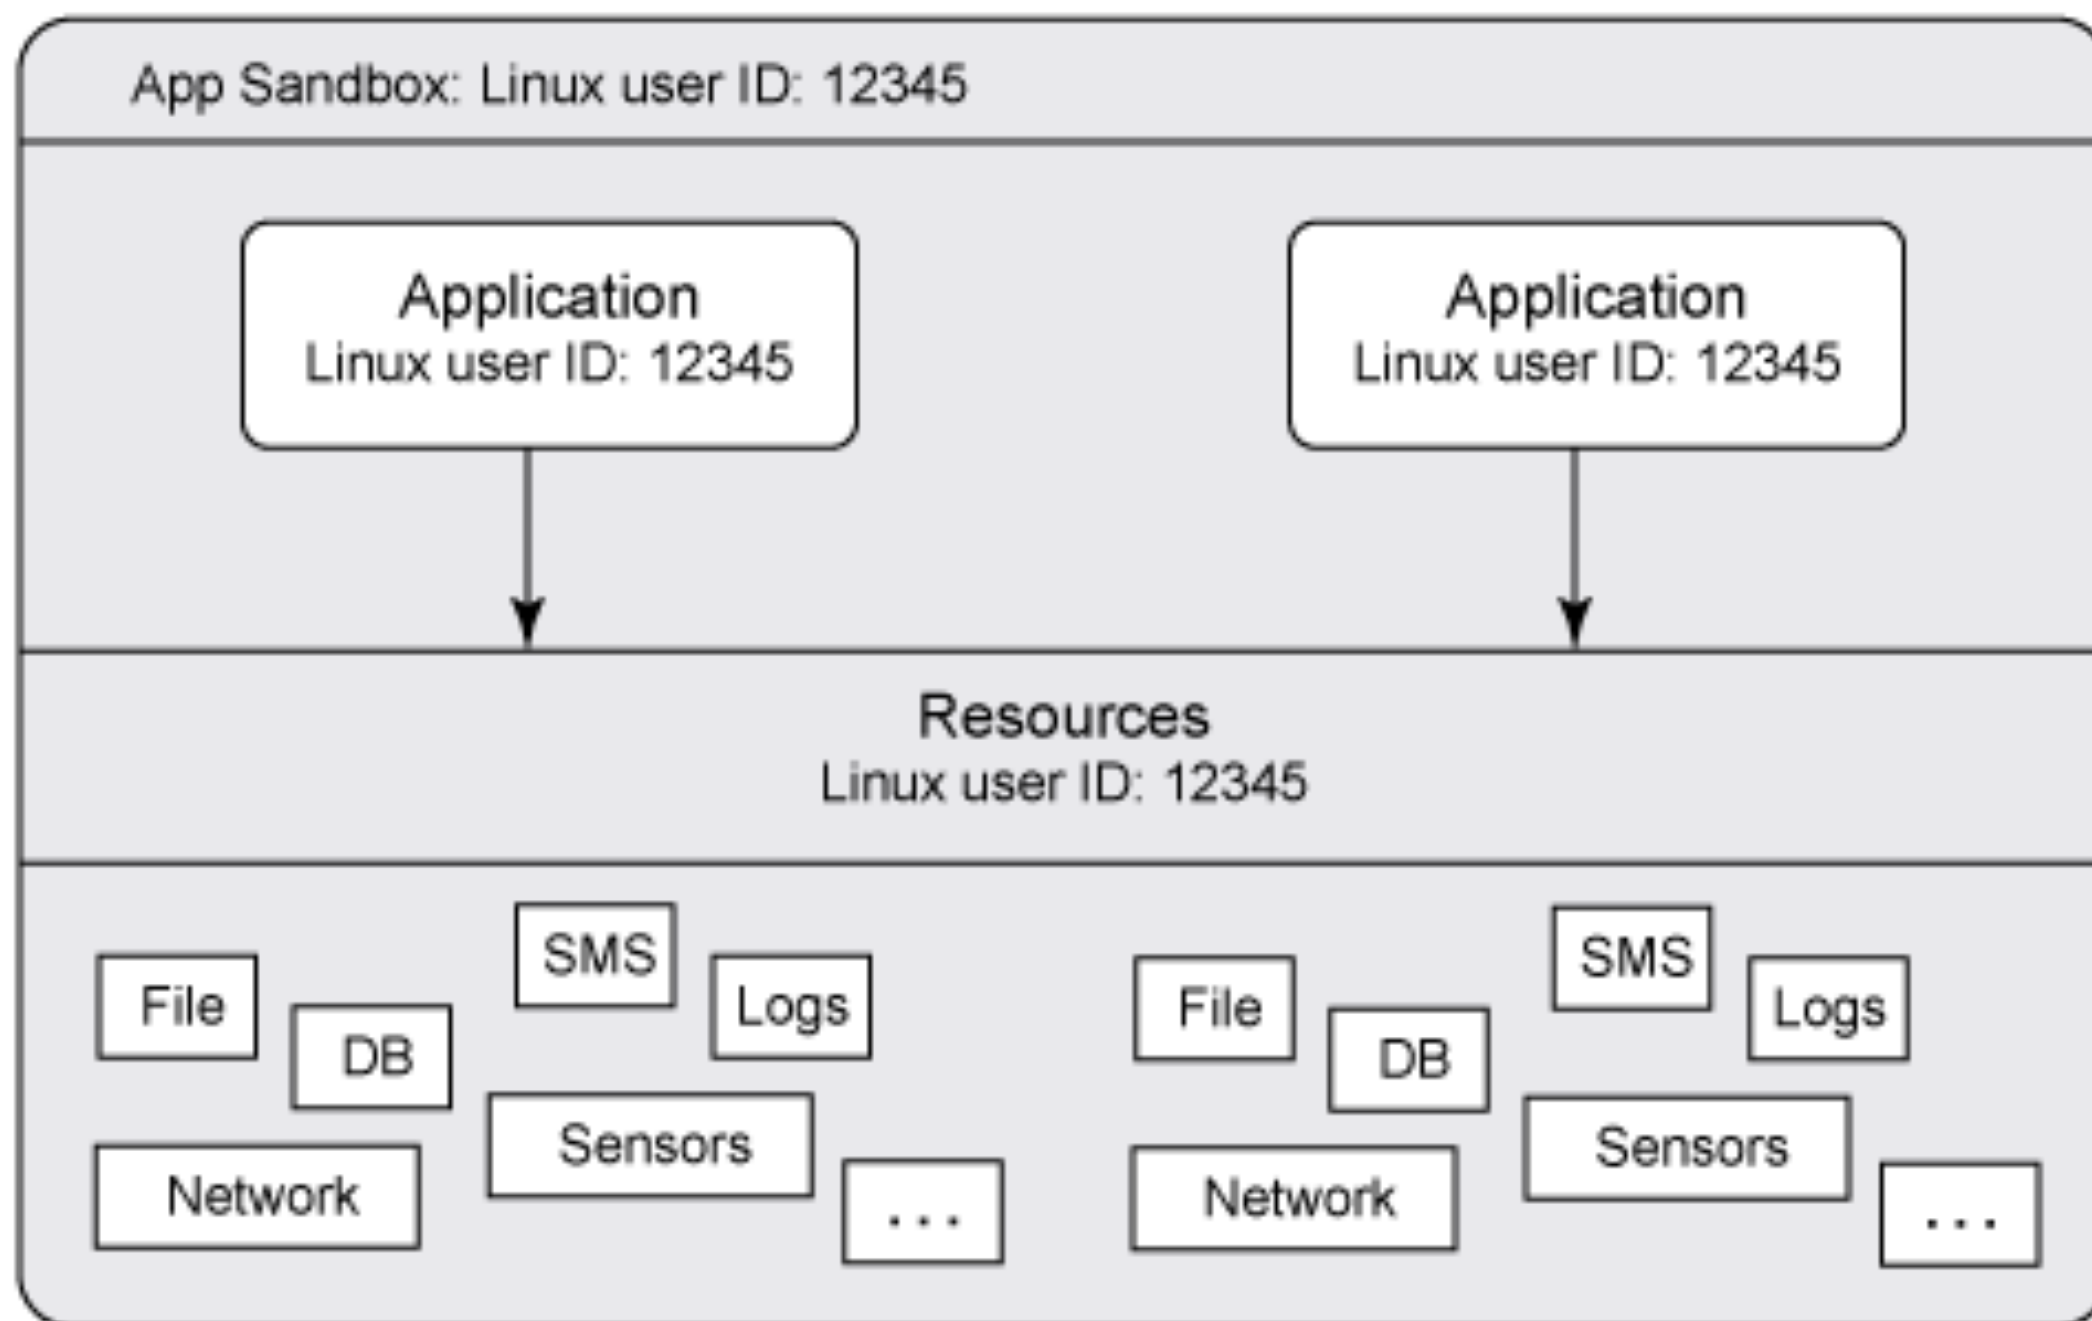 App Sandbox: Linux user ID: 12345
Application
Linux user ID: 12345
Application
Linux user ID: 12345
Resources
Linux user ID: 12345
File
DB
SMS
Logs
Network
Sensors
...
File
DB
SMS
Logs
Network
Sensors
...